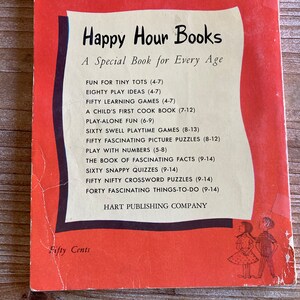 Happy Hour Books
A Special Book for Every Age
FUN FOR TINY TOTS (4-7)
EIGHTY PLAY IDEAS (4-7)
FIFTY LEARNING GAMES (4-7)
A CHILD'S FIRST COOK BOOK (7-12)
PLAY-ALONE FUN (6-9)
SIXTY SWELL PLAYTIME GAMES (8-13)
FIFTY FASCINATING PICTURE PUZZLES (8-12)
PLAY WITH NUMBERS (5-8)
THE BOOK OF FASCINATING FACTS (9-14)
SIXTY SNAPPY QUIZZES (9-14)
FIFTY NIFTY CROSSWORD PUZZLES (9-14)
FORTY FASCINATING THINGS-TO-DO (9-14)
HART PUBLISHING COMPANY
Fifty Cents